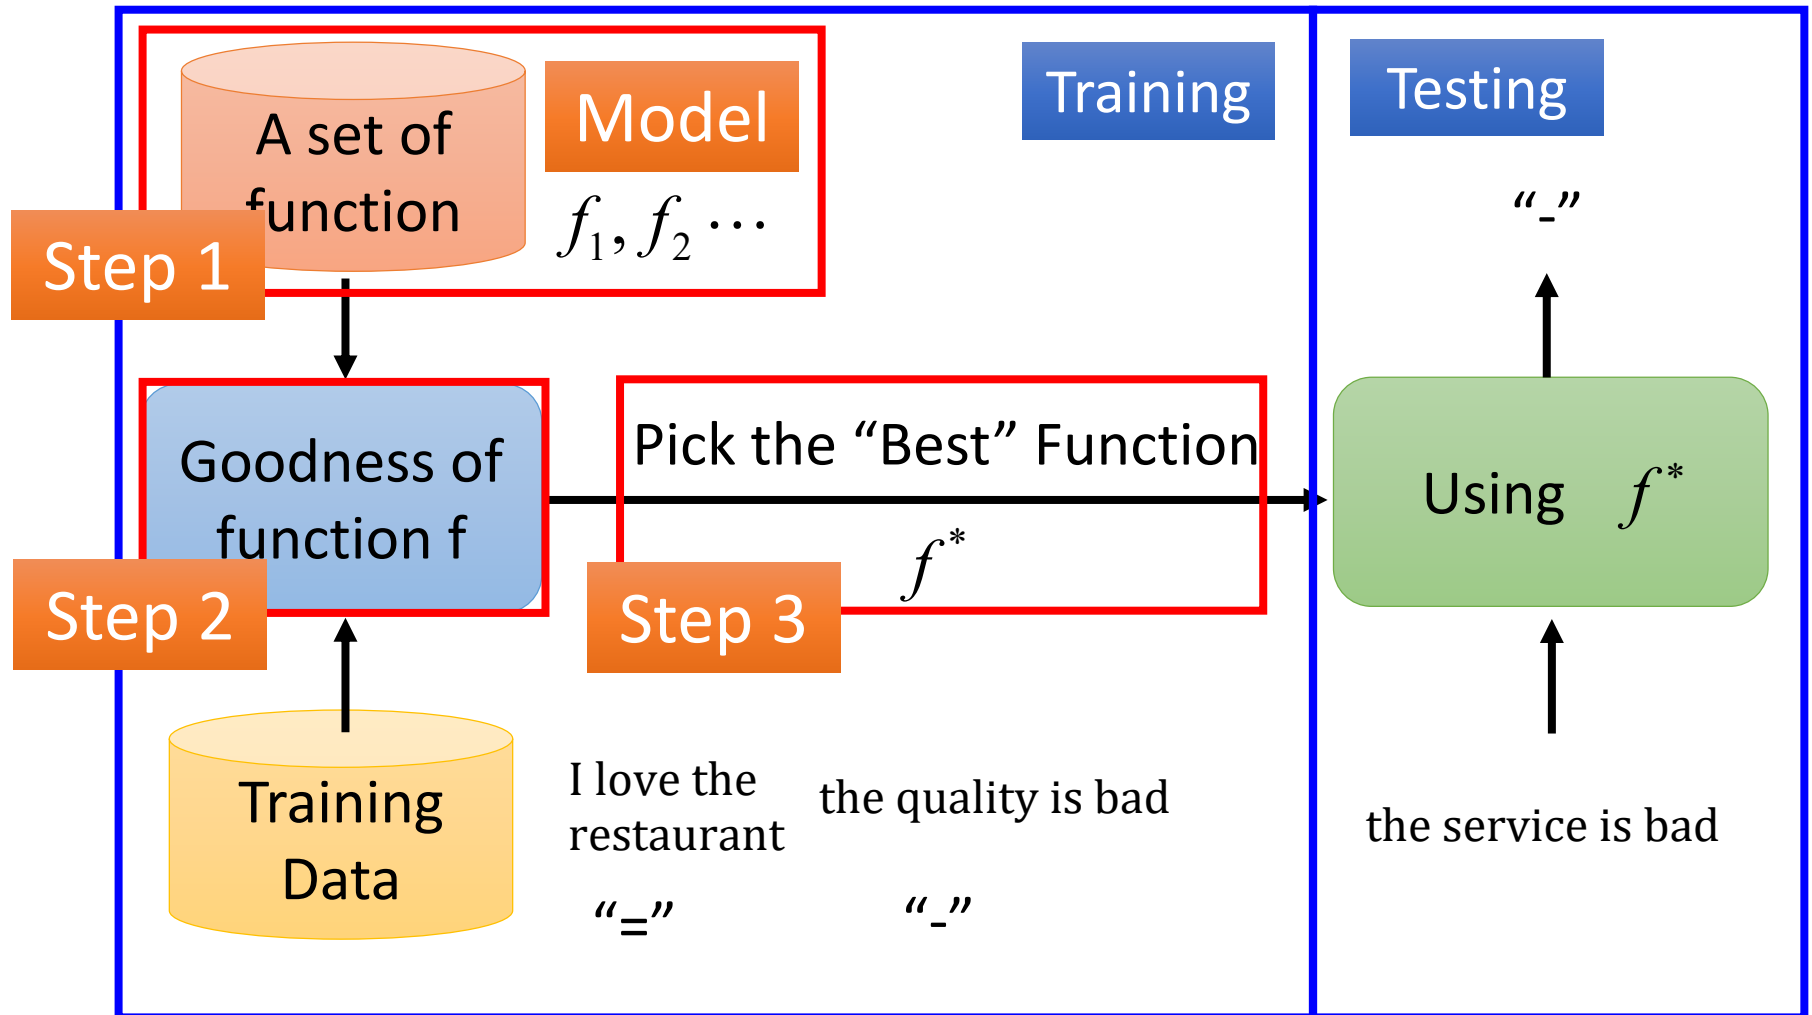 A set of
function
Model
f₁, f₂ ⋯
Step 1
Training
Testing
“-”
Goodness of
function f
Step 2
Pick the “Best” Function
f*
Step 3
Using f*
Training
Data
I love the
restaurant
“=”
the quality is bad
“-”
the service is bad